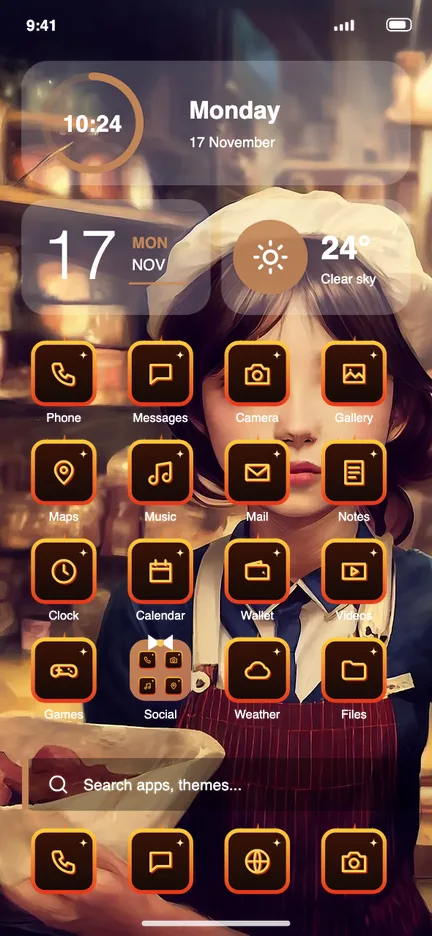 9:41
10:24
Monday
17 November
17
MON
NOV
24°
Clear sky
Phone
Messages
Camera
Gallery
Maps
Music
Mail
Notes
Clock
Calendar
Wallet
Videos
Games
Social
Weather
Files
Search apps, themes...